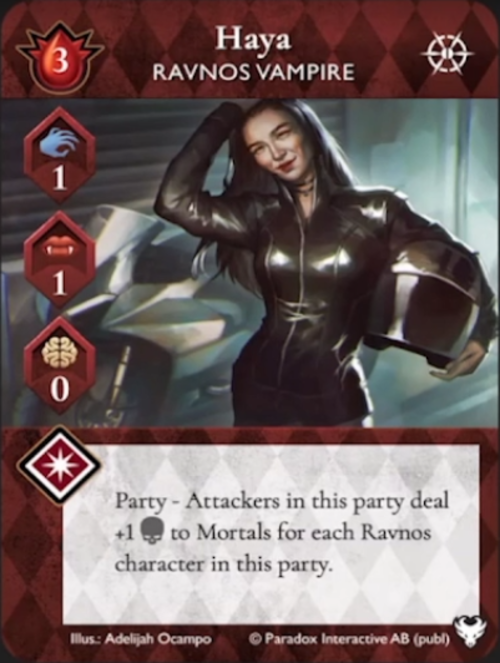 3
Haya
RAVNOS VAMPIRE
1
1
0
Party - Attackers in this party deal
+1 to Mortals for each Ravnos
character in this party.
Illus.: Adelijah Ocampo © Paradox Interactive AB (publ)